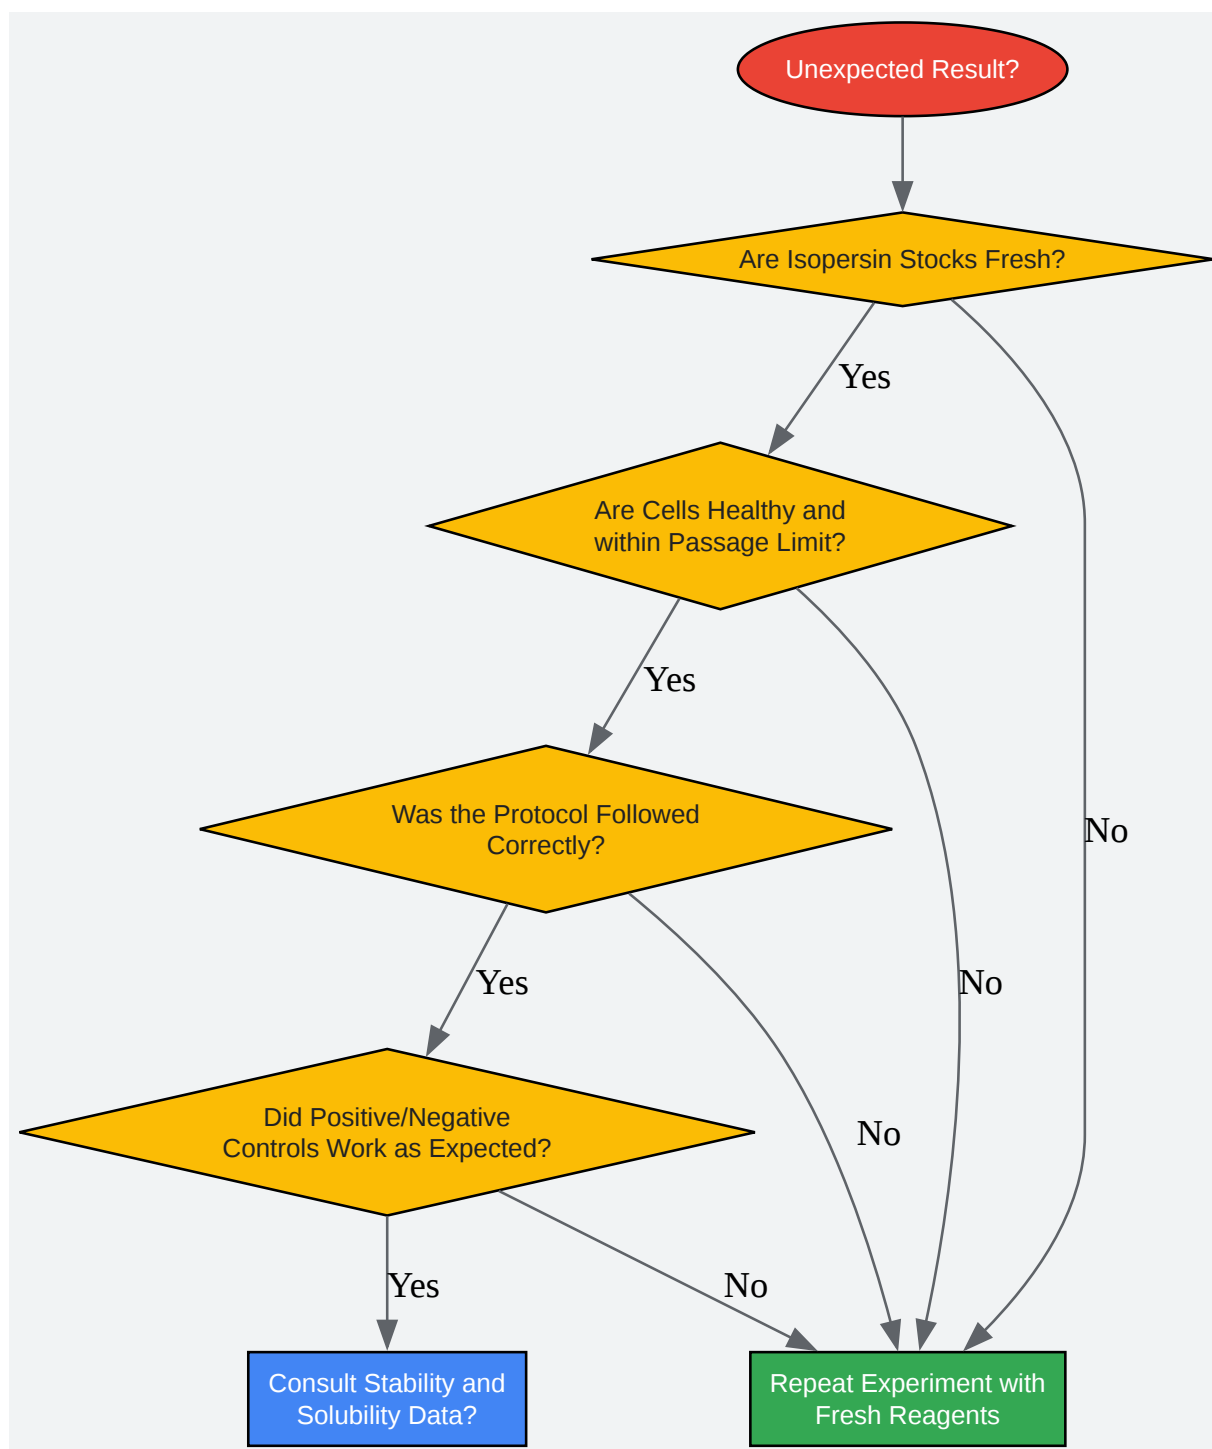 Unexpected Result?
Are Isopersin Stocks Fresh?
Yes
Are Cells Healthy and
within Passage Limit?
Yes
Was the Protocol Followed
Correctly?
No
Yes
No
Did Positive/Negative
Controls Work as Expected?
No
Yes
No
Consult Stability and
Solubility Data?
Repeat Experiment with
Fresh Reagents